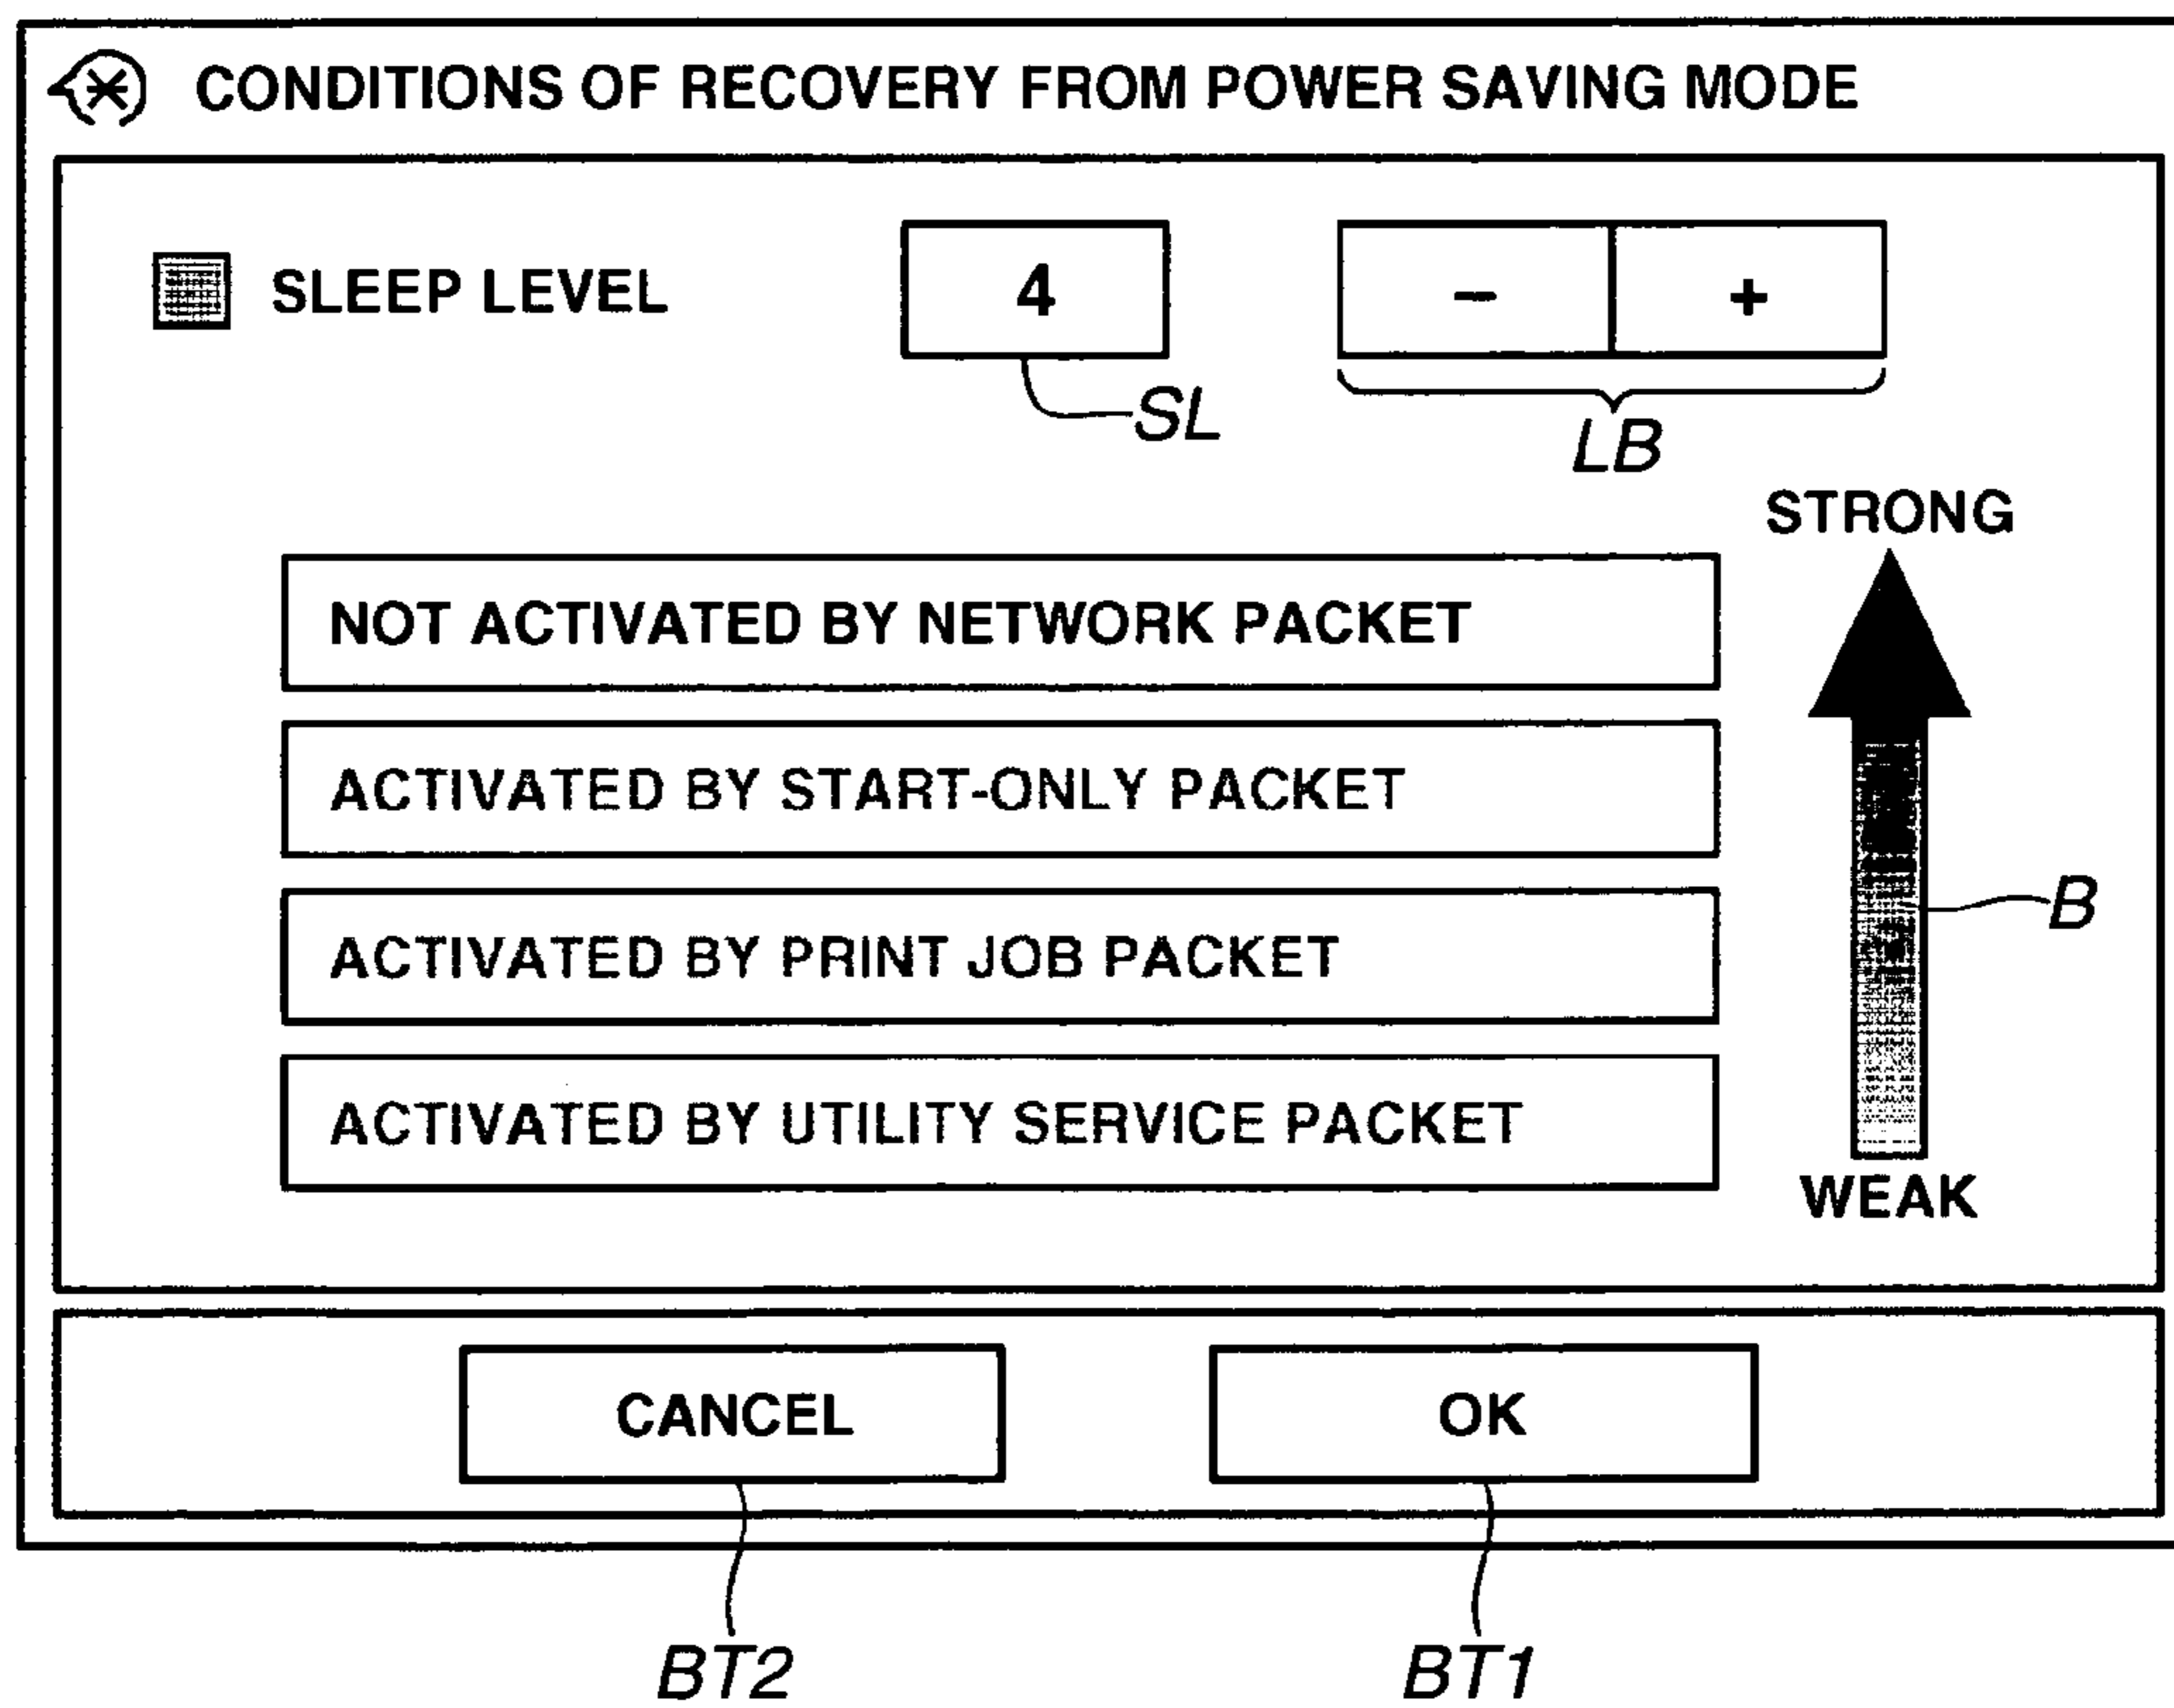 CONDITIONS OF RECOVERY FROM POWER SAVING MODE
SLEEP LEVEL 4 - +
SL
LB
STRONG
NOT ACTIVATED BY NETWORK PACKET
ACTIVATED BY START-ONLY PACKET
B
ACTIVATED BY PRINT JOB PACKET
ACTIVATED BY UTILITY SERVICE PACKET
WEAK
CANCEL OK
BT2 BT1